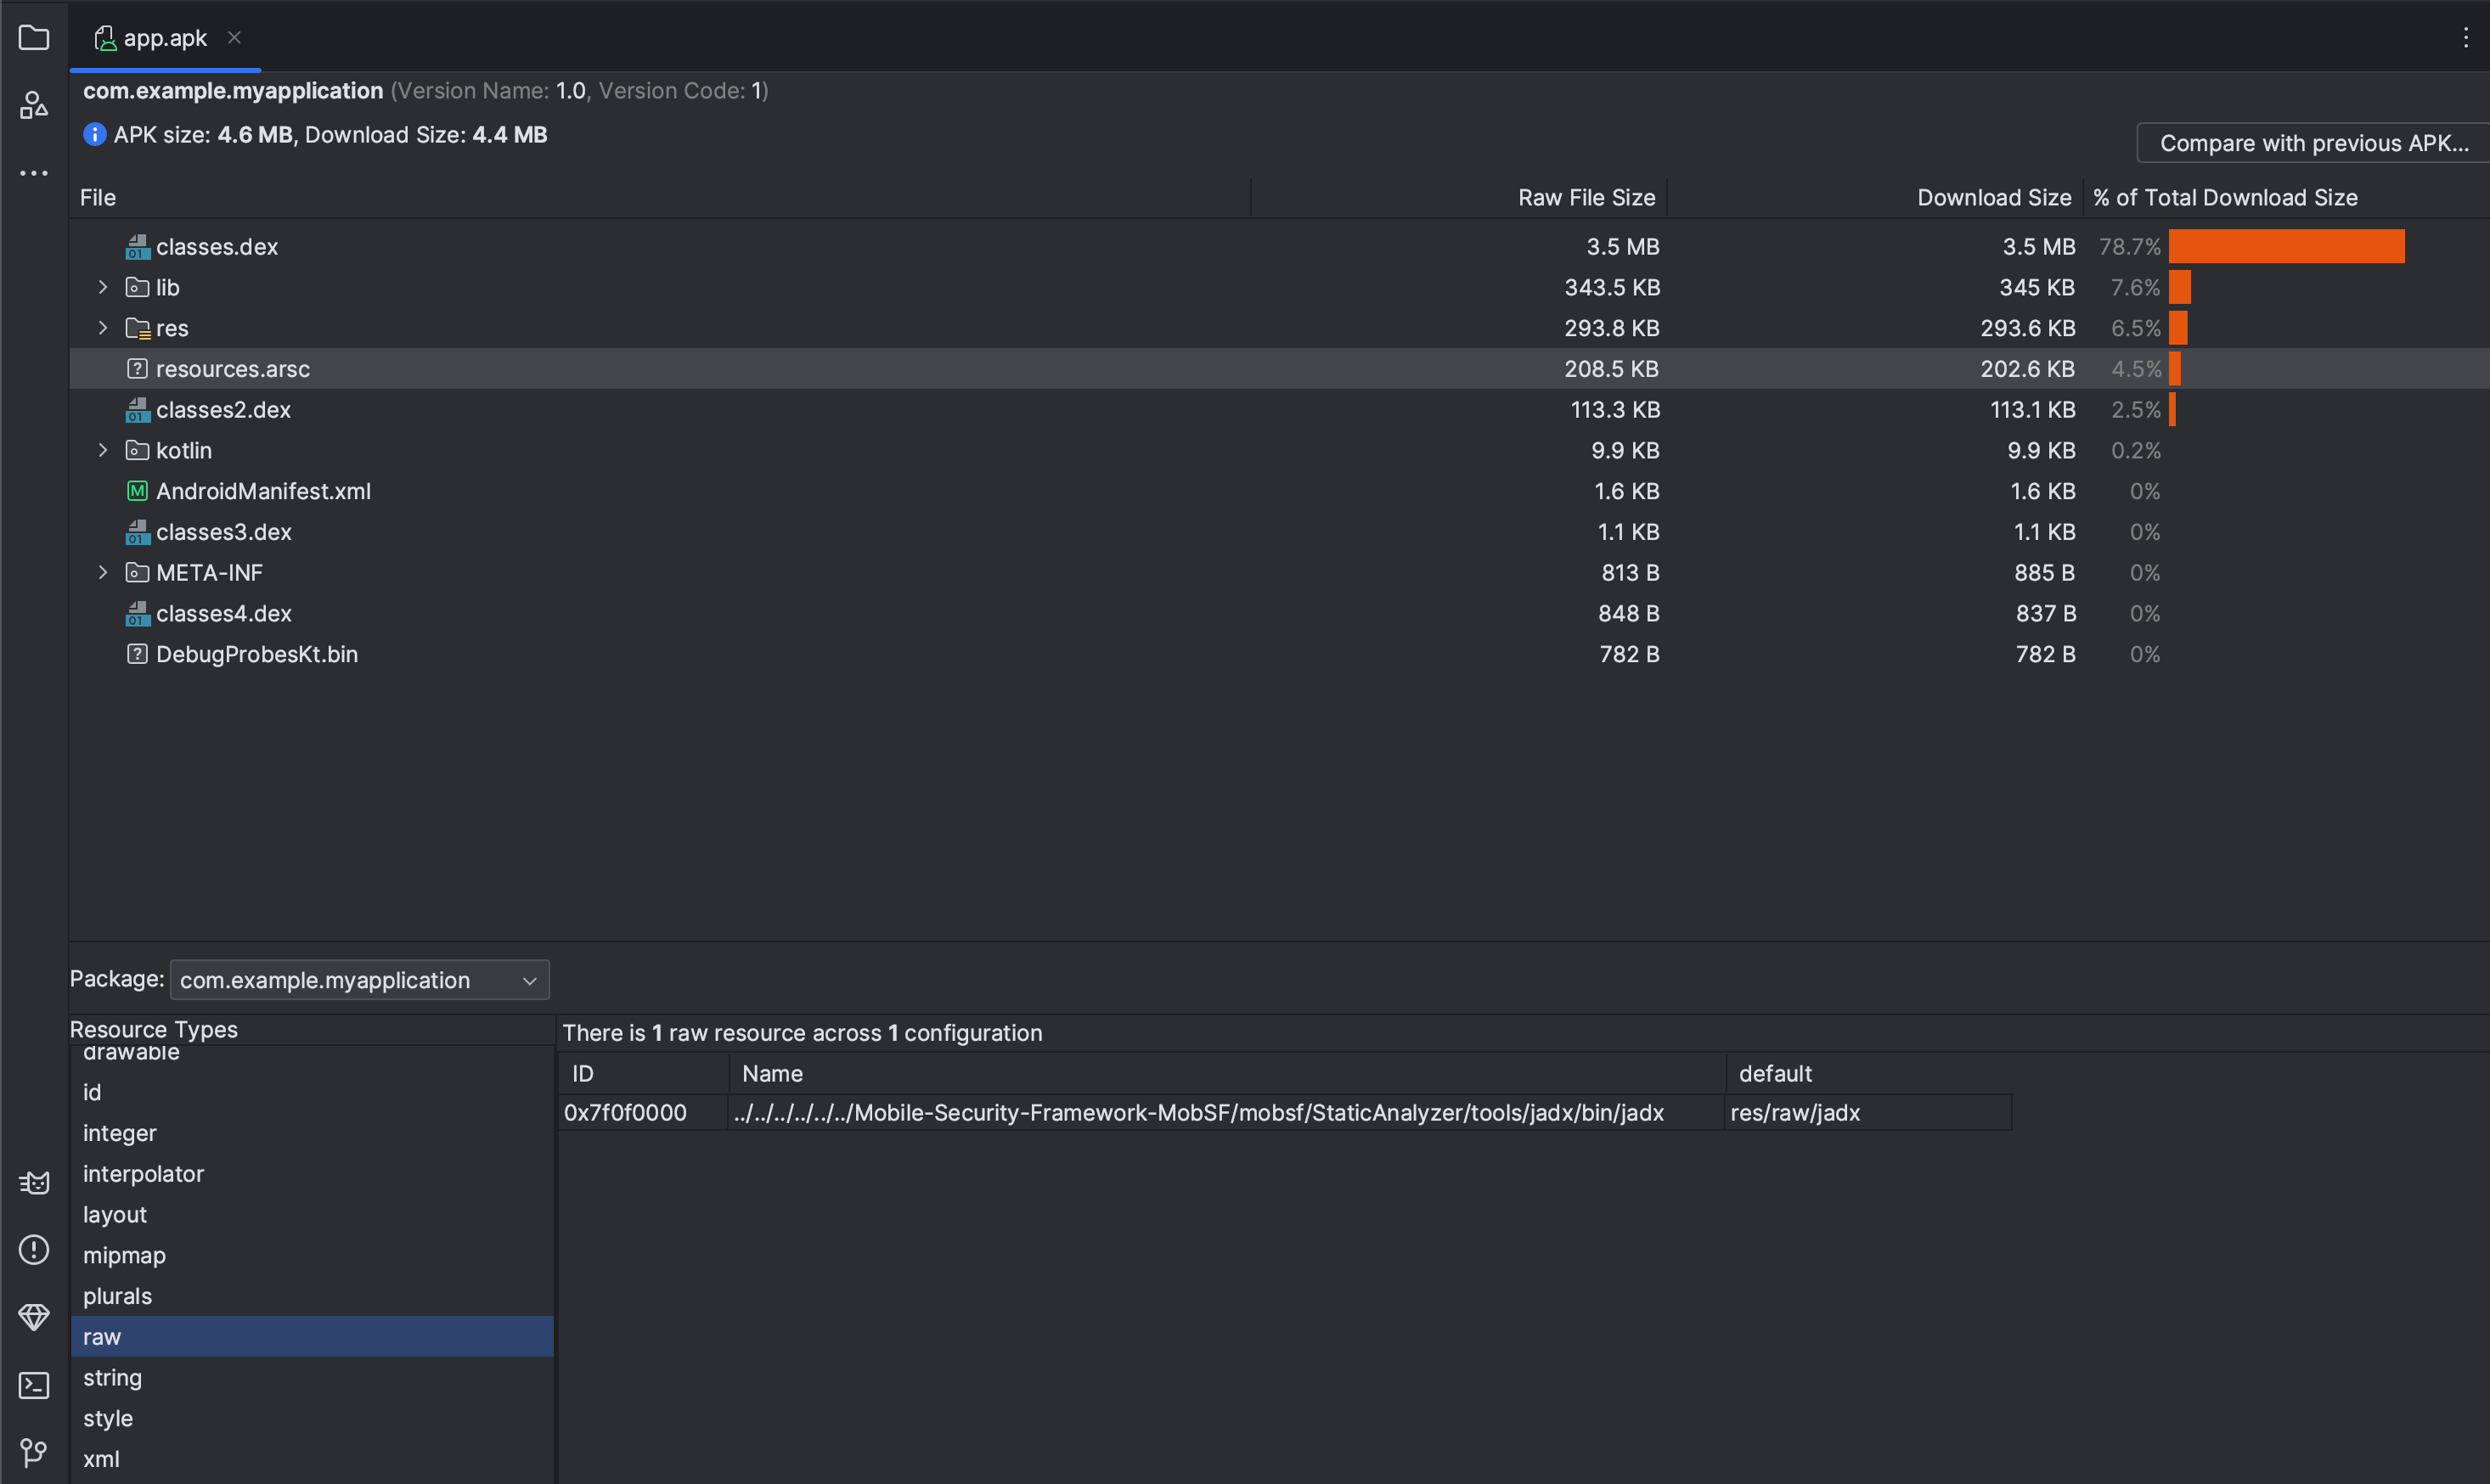 app.apk
com.example.myapplication (Version Name: 1.0, Version Code: 1)
APK size: 4.6 MB, Download Size: 4.4 MB
Compare with previous APK...
File Raw File Size Download Size % of Total Download Size
classes.dex 3.5 MB 3.5 MB 78.7%
lib 343.5 KB 345 KB 7.6%
res 293.8 KB 293.6 KB 6.5%
resources.arsc 208.5 KB 202.6 KB 4.5%
classes2.dex 113.3 KB 113.1 KB 2.5%
kotlin 9.9 KB 9.9 KB 0.2%
AndroidManifest.xml 1.6 KB 1.6 KB 0%
classes3.dex 1.1 KB 1.1 KB 0%
META-INF 813 B 885 B 0%
classes4.dex 848 B 837 B 0%
DebugProbesKt.bin 782 B 782 B 0%
Package: com.example.myapplication
Resource Types
drawable
id
integer
interpolator
layout
mipmap
plurals
raw
string
style
xml
There is 1 raw resource across 1 configuration
ID Name default
0x7f0f0000 ../../../../../../Mobile-Security-Framework-MobSF/mobsf/StaticAnalyzer/tools/jadx/bin/jadx res/raw/jadx